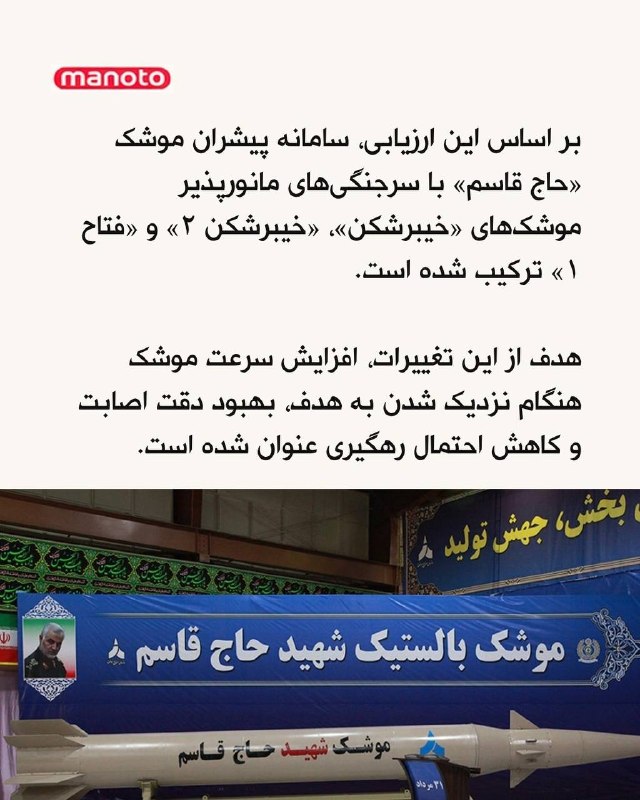 manoto
بر اساس این ارزیابی، سامانه پیشران موشک
«حاج قاسم» با سرجنگی‌های مانورپذیر
موشک‌های «خیبرشکن»، «خیبرشکن ۲» و «فتاح
۱» ترکیب شده است.
هدف از این تغییرات، افزایش سرعت موشک
هنگام نزدیک شدن به هدف، بهبود دقت اصابت
و کاهش احتمال رهگیری عنوان شده است.
بخش، جهش تولید
موشک بالستیک شهید حاج قاسم
موشک شهید حاج قاسم
۳۱ مرداد